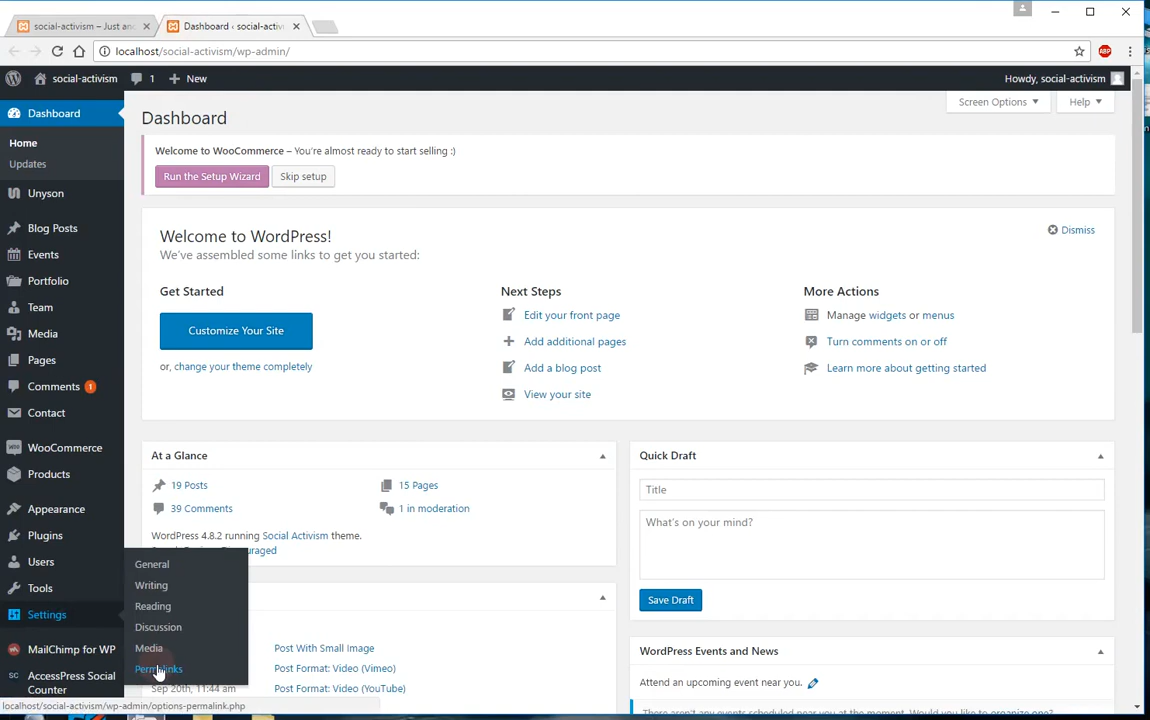 social-activism – Just an
Dashboard ‹ social-activi
localhost/social-activism/wp-admin/
ABP
social-activism
1
New
Howdy, social-activism
Screen Options
Help
Dashboard
Home
Updates
Unyson
Blog Posts
Events
Portfolio
Team
Media
Pages
Comments 1
Contact
WooCommerce
Products
Appearance
Plugins
Users
Tools
Settings
MailChimp for WP
SC AccessPress Social
Counter
General
Writing
Reading
Discussion
Media
Permalinks
localhost/social-activism/wp-admin/options-permalink.php
Dashboard
Welcome to WooCommerce – You're almost ready to start selling :)
Run the Setup Wizard
Skip setup
Welcome to WordPress!
We've assembled some links to get you started:
Dismiss
Get Started
Customize Your Site
or, change your theme completely
Next Steps
Edit your front page
Add additional pages
Add a blog post
View your site
More Actions
Manage widgets or menus
Turn comments on or off
Learn more about getting started
At a Glance
19 Posts
15 Pages
39 Comments
1 in moderation
WordPress 4.8.2 running Social Activism theme.
Post With Small Image
Post Format: Video (Vimeo)
Sep 20th, 11:44 am
Post Format: Video (YouTube)
Quick Draft
Title
What's on your mind?
Save Draft
WordPress Events and News
Attend an upcoming event near you.
There aren't any events scheduled near you at the moment. Would you like to organize one?